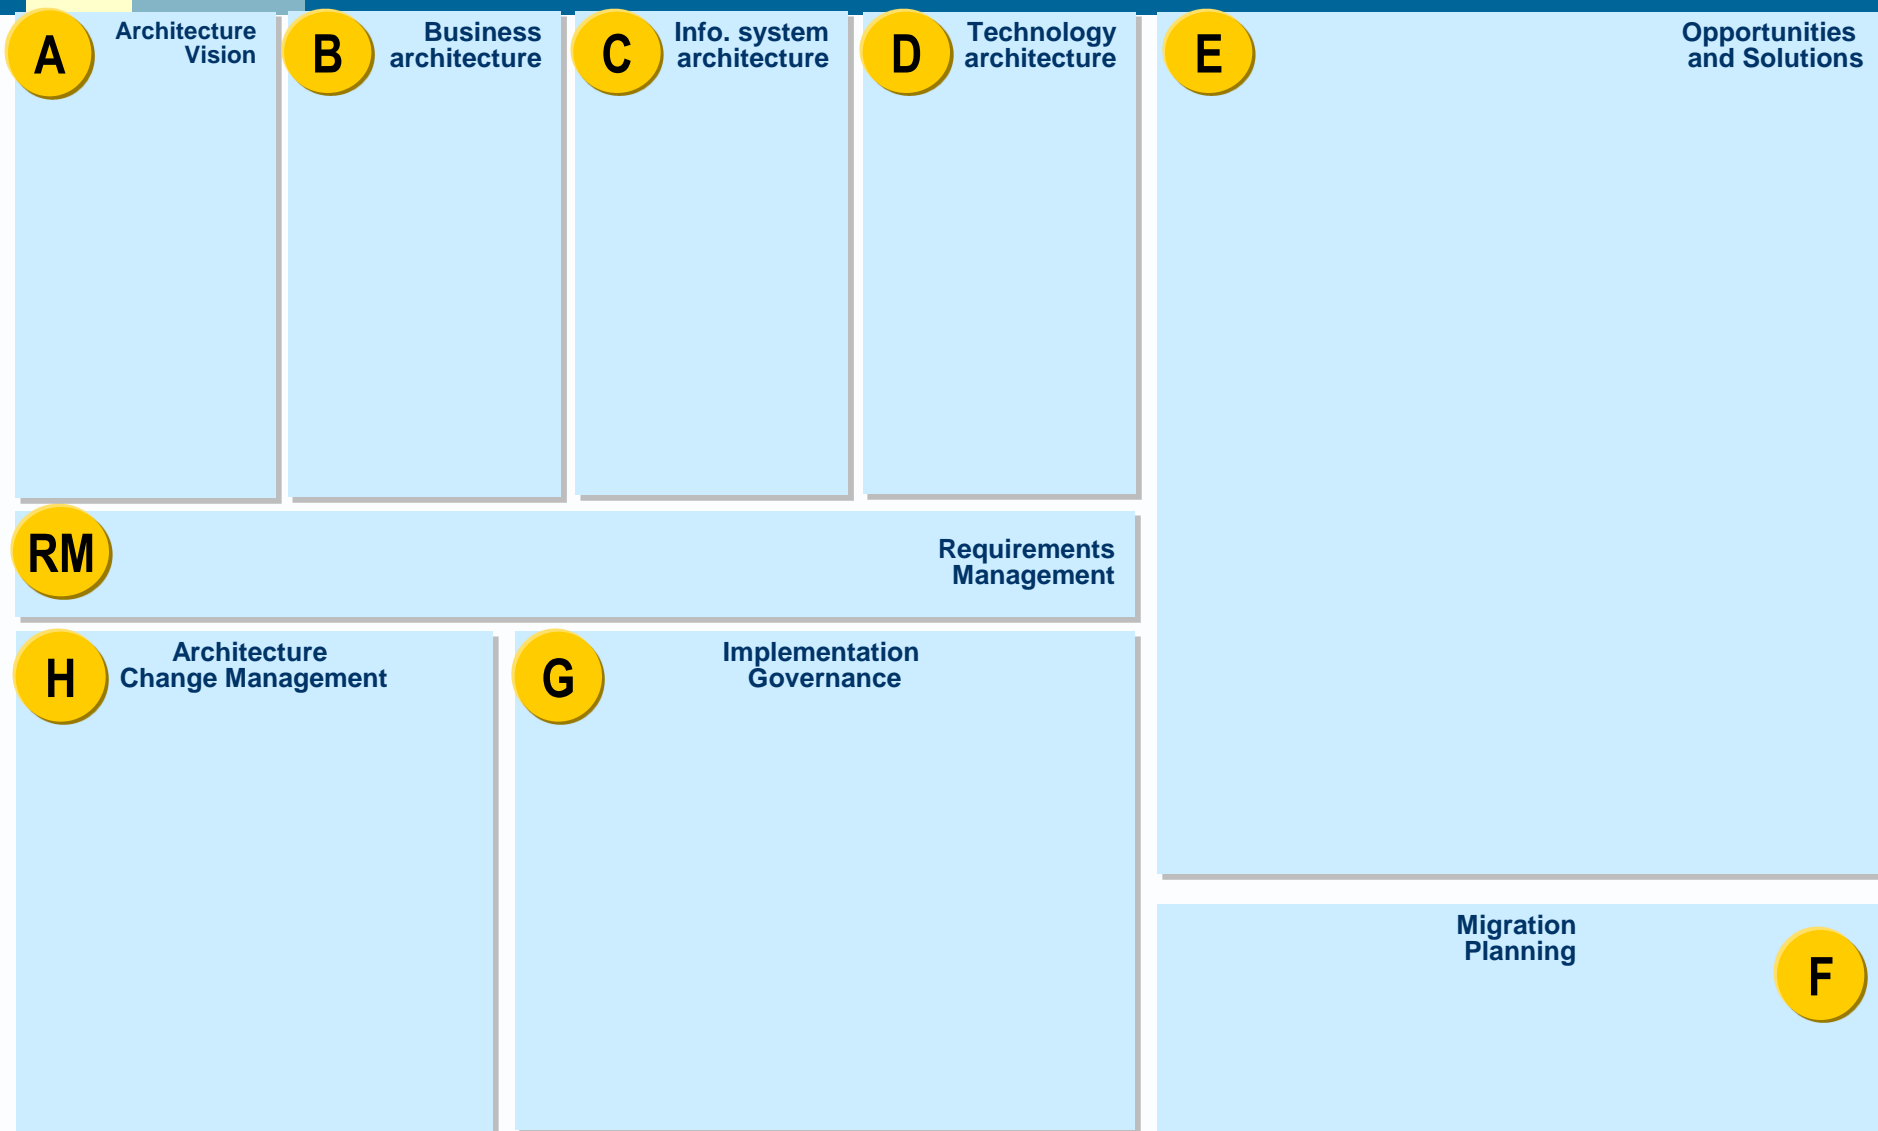 A
Architecture
Vision
B
Business
architecture
C
Info. system
architecture
D
Technology
architecture
E
Opportunities
and Solutions
RM
Requirements
Management
H
Architecture
Change Management
G
Implementation
Governance
Migration
Planning
F